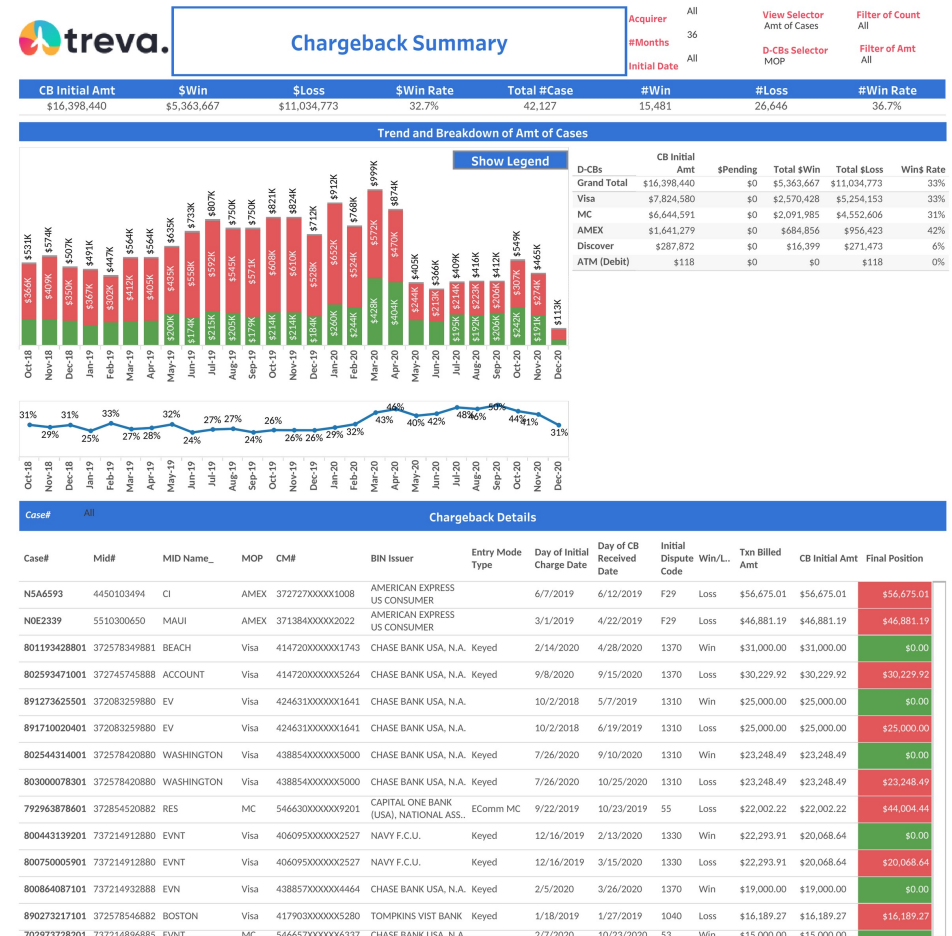 treva.
Chargeback Summary
Acquirer All
#Months 36
Initial Date All
View Selector
Amt of Cases
D-CBs Selector
MOP
Filter of Count
All
Filter of Amt
All
CB Initial Amt $Win $Loss $Win Rate Total #Case #Win #Loss #Win Rate
$16,398,440 $5,363,667 $11,034,773 32.7% 42,127 15,481 26,646 36.7%
Trend and Breakdown of Amt of Cases
Show Legend
$531K $574K $507K $491K $447K $564K $564K $635K $733K $807K $750K $750K $821K $824K $712K $912K $768K $999K $874K $405K $366K $409K $416K $412K $549K $465K $113K
$366K $409K $350K $367K $302K $412K $405K $435K $558K $592K $545K $571K $608K $610K $528K $652K $524K $572K $470K $244K $213K $214K $223K $206K $307K $274K
$200K $174K $215K $205K $179K $214K $214K $184K $260K $244K $428K $404K $195K $192K $206K $242K $191K
Oct-18 Nov-18 Dec-18 Jan-19 Feb-19 Mar-19 Apr-19 May-19 Jun-19 Jul-19 Aug-19 Sep-19 Oct-19 Nov-19 Dec-19 Jan-20 Feb-20 Mar-20 Apr-20 May-20 Jun-20 Jul-20 Aug-20 Sep-20 Oct-20 Nov-20 Dec-20
D-CBs CB Initial Amt $Pending Total $Win Total $Loss Win$ Rate
Grand Total $16,398,440 $0 $5,363,667 $11,034,773 33%
Visa $7,824,580 $0 $2,570,428 $5,254,153 33%
MC $6,644,591 $0 $2,091,985 $4,552,606 31%
AMEX $1,641,279 $0 $684,856 $956,423 42%
Discover $287,872 $0 $16,399 $271,473 6%
ATM (Debit) $118 $0 $0 $118 0%
31% 29% 31% 25% 33% 27% 28% 32% 24% 27% 27% 24% 26% 26% 26% 29% 32% 43% 46% 40% 42% 48% 46% 50% 44% 41% 31%
Oct-18 Nov-18 Dec-18 Jan-19 Feb-19 Mar-19 Apr-19 May-19 Jun-19 Jul-19 Aug-19 Sep-19 Oct-19 Nov-19 Dec-19 Jan-20 Feb-20 Mar-20 Apr-20 May-20 Jun-20 Jul-20 Aug-20 Sep-20 Oct-20 Nov-20 Dec-20
Case# All Chargeback Details
Case# Mid# MID Name_ MOP CM# BIN Issuer Entry Mode Type Day of Initial Charge Date Day of CB Received Date Initial Dispute Code Win/L.. Txn Billed Amt CB Initial Amt Final Position
N5A6593 4450103494 CI AMEX 372727XXXXX1008 AMERICAN EXPRESS US CONSUMER 6/7/2019 6/12/2019 F29 Loss $56,675.01 $56,675.01 $56,675.01
N0E2339 5510300650 MAUI AMEX 371384XXXXX2022 AMERICAN EXPRESS US CONSUMER 3/1/2019 4/22/2019 F29 Loss $46,881.19 $46,881.19 $46,881.19
801193428801 372578349881 BEACH Visa 414720XXXXXX1743 CHASE BANK USA, N.A. Keyed 2/14/2020 4/28/2020 1370 Win $31,000.00 $31,000.00 $0.00
802593471001 372745745888 ACCOUNT Visa 414720XXXXXX5264 CHASE BANK USA, N.A. Keyed 9/8/2020 9/15/2020 1370 Loss $30,229.92 $30,229.92 $30,229.92
891273625501 372083259880 EV Visa 424631XXXXXX1641 CHASE BANK USA, N.A. 10/2/2018 5/7/2019 1310 Win $25,000.00 $25,000.00 $0.00
891710020401 372083259880 EV Visa 424631XXXXXX1641 CHASE BANK USA, N.A. 10/2/2018 6/19/2019 1310 Loss $25,000.00 $25,000.00 $25,000.00
802544314001 372578420880 WASHINGTON Visa 438854XXXXXX5000 CHASE BANK USA, N.A. Keyed 7/26/2020 9/10/2020 1310 Win $23,248.49 $23,248.49 $0.00
803000078301 372578420880 WASHINGTON Visa 438854XXXXXX5000 CHASE BANK USA, N.A. Keyed 7/26/2020 10/25/2020 1310 Loss $23,248.49 $23,248.49 $23,248.49
792963878601 372854520882 RES MC 546630XXXXXX9201 CAPITAL ONE BANK (USA), NATIONAL ASS.. EComm MC 9/22/2019 10/23/2019 55 Loss $22,002.22 $22,002.22 $44,004.44
800443139201 737214912880 EVNT Visa 406095XXXXXX2527 NAVY F.C.U. Keyed 12/16/2019 2/13/2020 1330 Win $22,293.91 $20,068.64 $0.00
800750005901 737214912880 EVNT Visa 406095XXXXXX2527 NAVY F.C.U. Keyed 12/16/2019 3/15/2020 1330 Loss $22,293.91 $20,068.64 $20,068.64
800864087101 737214932888 EVN Visa 438857XXXXXX4464 CHASE BANK USA, N.A. Keyed 2/5/2020 3/26/2020 1370 Win $19,000.00 $19,000.00 $0.00
890273217101 372578546882 BOSTON Visa 417903XXXXXX5280 TOMPKINS VIST BANK Keyed 1/18/2019 1/27/2019 1040 Loss $16,189.27 $16,189.27 $16,189.27